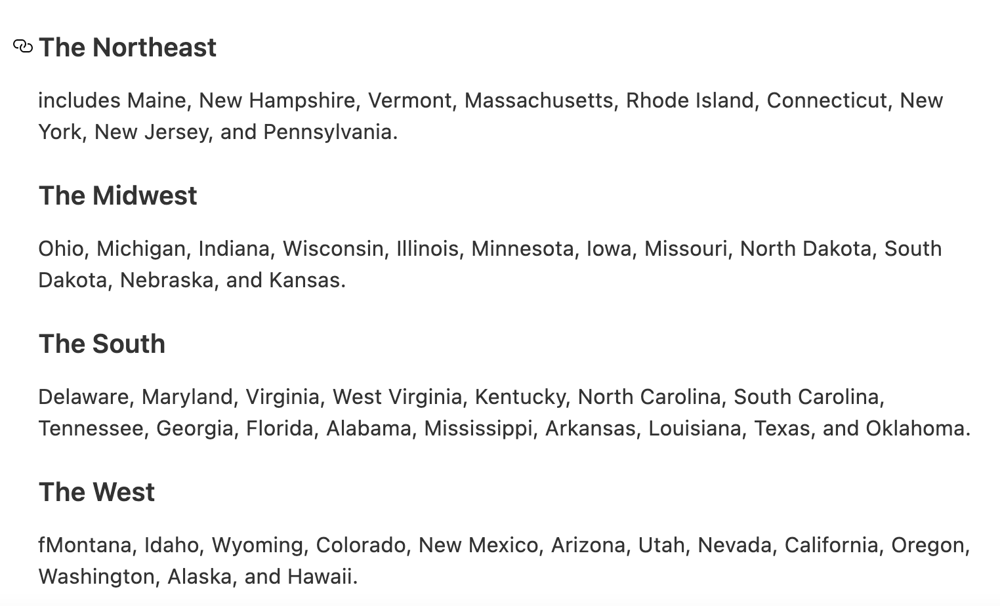 The Northeast
includes Maine, New Hampshire, Vermont, Massachusetts, Rhode Island, Connecticut, New
York, New Jersey, and Pennsylvania.
The Midwest
Ohio, Michigan, Indiana, Wisconsin, Illinois, Minnesota, Iowa, Missouri, North Dakota, South
Dakota, Nebraska, and Kansas.
The South
Delaware, Maryland, Virginia, West Virginia, Kentucky, North Carolina, South Carolina,
Tennessee, Georgia, Florida, Alabama, Mississippi, Arkansas, Louisiana, Texas, and Oklahoma.
The West
fMontana, Idaho, Wyoming, Colorado, New Mexico, Arizona, Utah, Nevada, California, Oregon,
Washington, Alaska, and Hawaii.